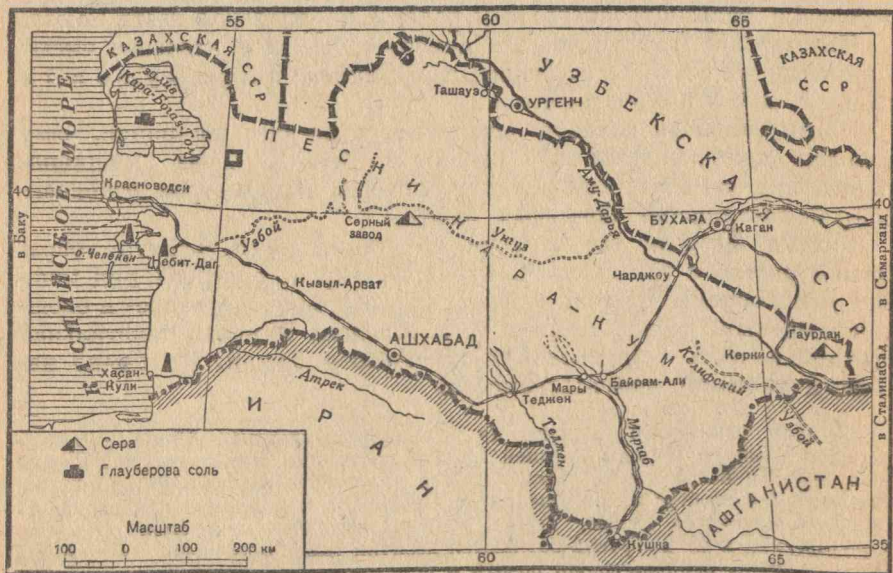 55
60
65
КАЗАХСКАЯ
ССР
УЗБЕКСКАЯ
ССР
КАЗАХСКАЯ
ССР
КАСПИЙСКОЕ МОРЕ
залив
Кара-Богаз-Гол
Ташауз
УРГЕНЧ
ПЕСКИ
КАРАКУМ
40
Красноводск
в Баку
о. Челекен
Небит-Даг
Узбой
Серный
завод
Унгуз
Аму-Дарья
БУХАРА
Каган
40
в Самарканд
Кызыл-Арват
Чарджоу
АШХАБАД
Гаурдак
Керки
Хасан-
Кули
Атрек
ИРАН
Теджен
Мары
Байрам-Али
Келифский
Узбой
в Сталинабад
Теджен
Мургаб
АФГАНИСТАН
Кушка
Сера
Глауберова соль
Масштаб
100 0 100 200 км
60
65
35